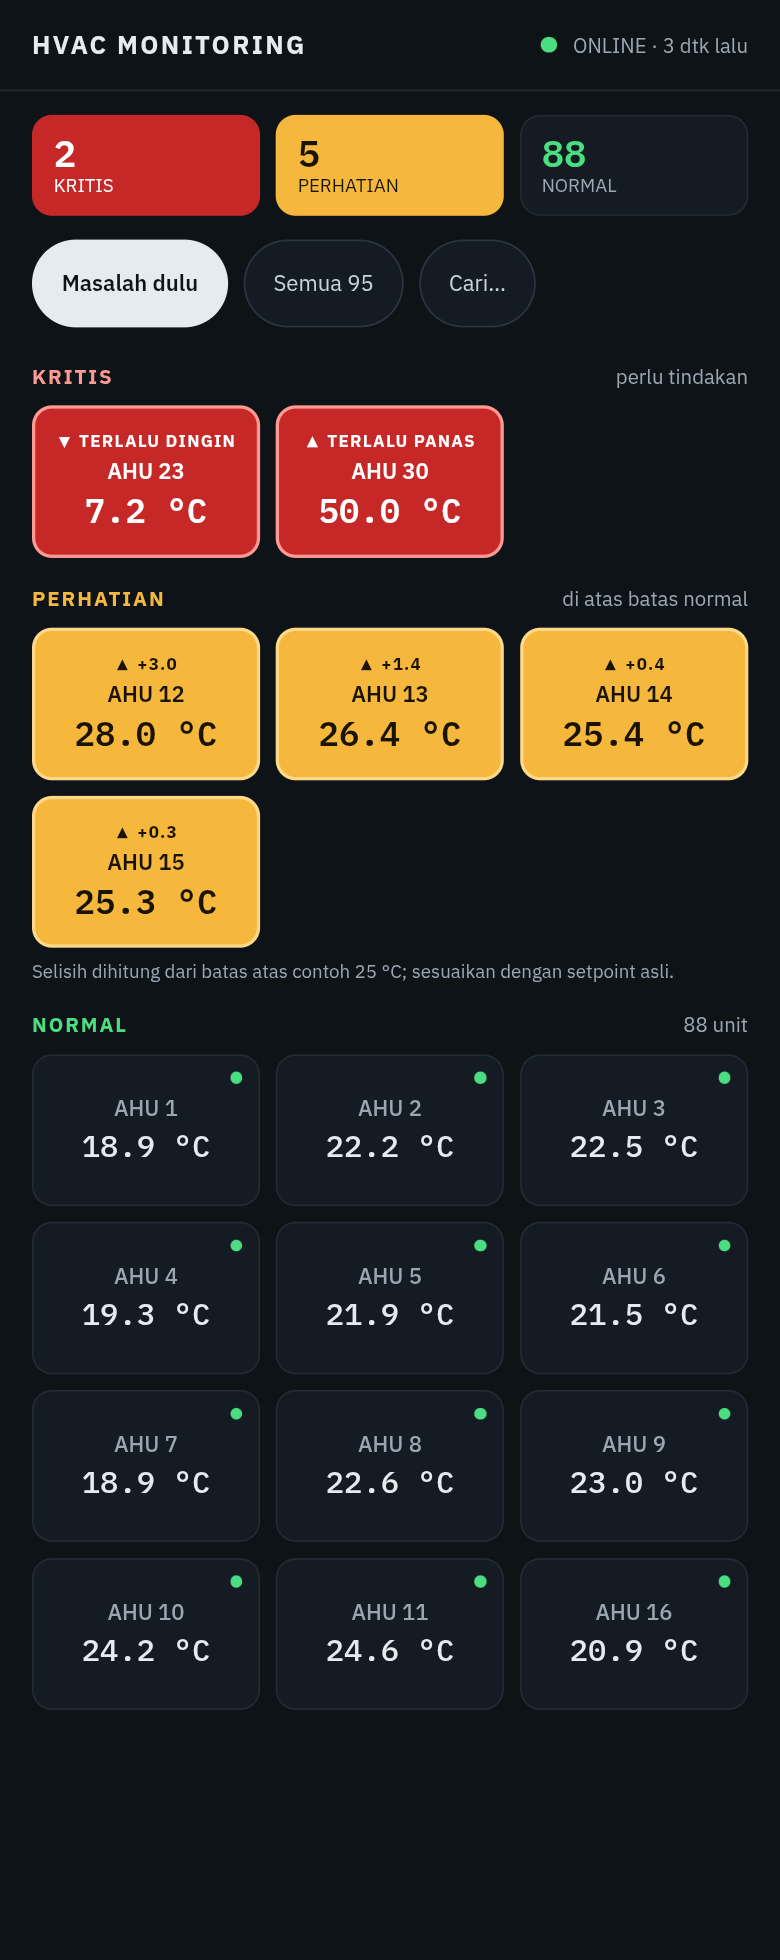 HVAC MONITORING
ONLINE · 3 dtk lalu
2
KRITIS
5
PERHATIAN
88
NORMAL
Masalah dulu
Semua 95
Cari...
KRITIS
perlu tindakan
▼ TERLALU DINGIN
AHU 23
7.2 °C
▲ TERLALU PANAS
AHU 30
50.0 °C
PERHATIAN
di atas batas normal
▲ +3.0
AHU 12
28.0 °C
▲ +1.4
AHU 13
26.4 °C
▲ +0.4
AHU 14
25.4 °C
▲ +0.3
AHU 15
25.3 °C
Selisih dihitung dari batas atas contoh 25 °C; sesuaikan dengan setpoint asli.
NORMAL
88 unit
AHU 1
18.9 °C
AHU 2
22.2 °C
AHU 3
22.5 °C
AHU 4
19.3 °C
AHU 5
21.9 °C
AHU 6
21.5 °C
AHU 7
18.9 °C
AHU 8
22.6 °C
AHU 9
23.0 °C
AHU 10
24.2 °C
AHU 11
24.6 °C
AHU 16
20.9 °C